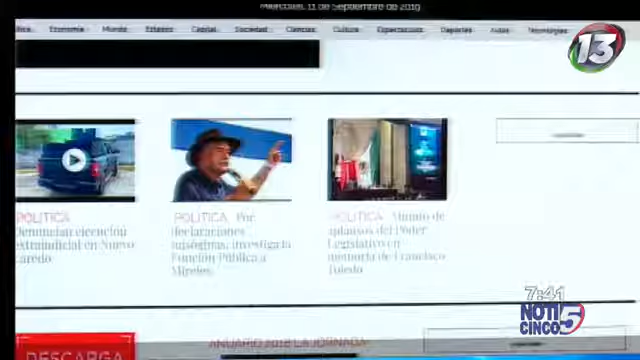 Miércoles, 11 de Septiembre de 2019
Economía Mundo Estados Capital Sociedad Ciencias Cultura Espectáculos Deportes
13
POLÍTICA
Denuncian ejecución
extrajudicial en Nuevo
Laredo
POLÍTICA Por
declaraciones
misóginas, investiga la
Función Pública a
Mireles
POLÍTICA Minuto de
aplausos del Poder
Legislativo en
memoria de Francisco
Toledo
7:41
NOTI
CINCO 5
ANUARIO 2018 LA JORNADA
DESCARGA